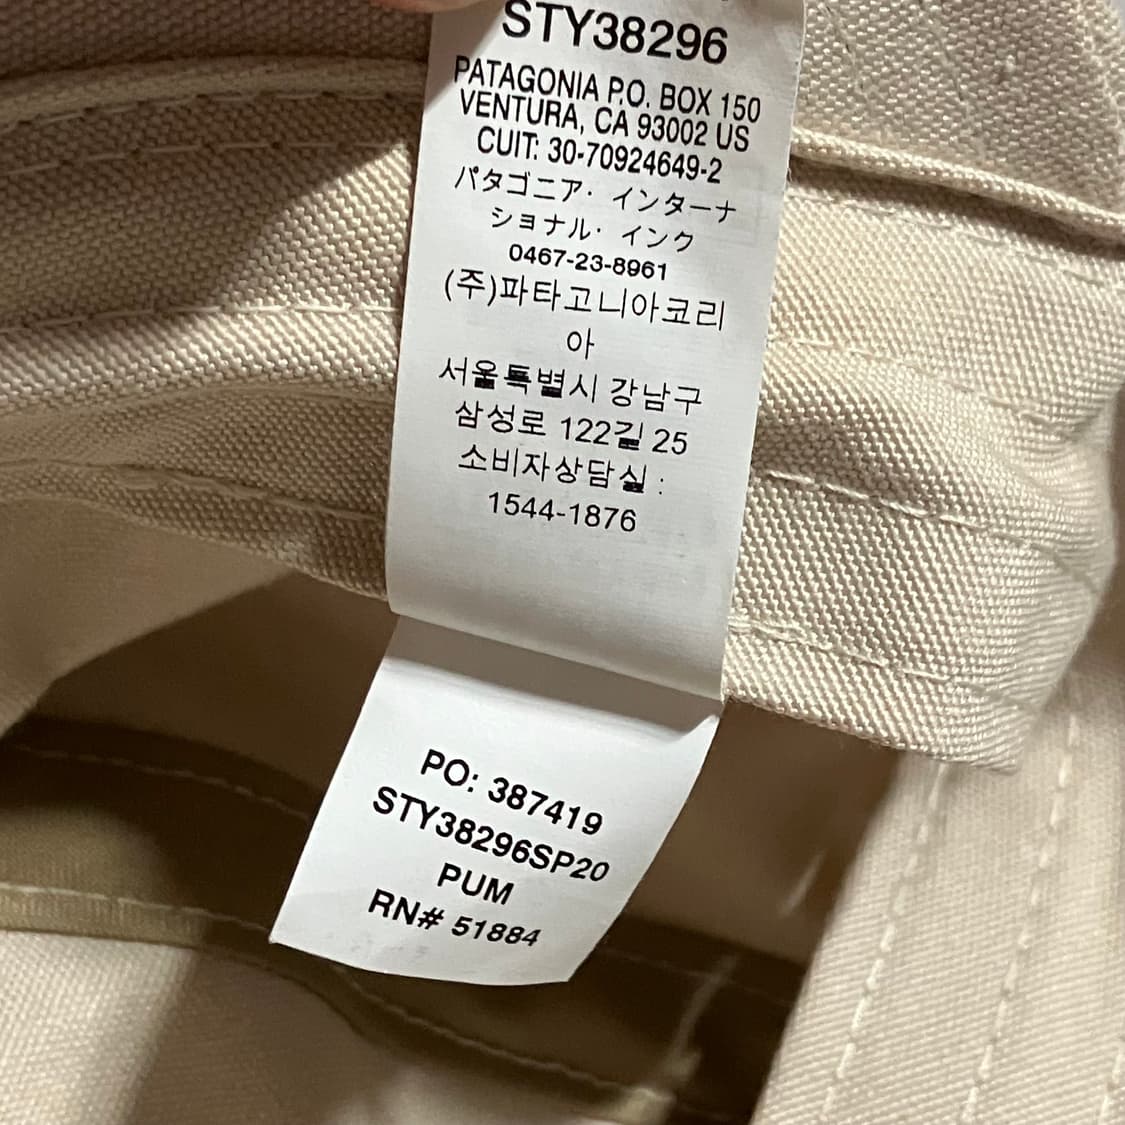 STY38296
PATAGONIA P.O. BOX 150
VENTURA, CA 93002 US
CUIT: 30-70924649-2
パタゴニア・インターナ
ショナル・インク
0467-23-8961
(주)파타고니아코리
아
서울특별시 강남구
삼성로 122길 25
소비자상담실 :
1544-1876
PO: 387419
STY38296SP20
PUM
RN# 51884